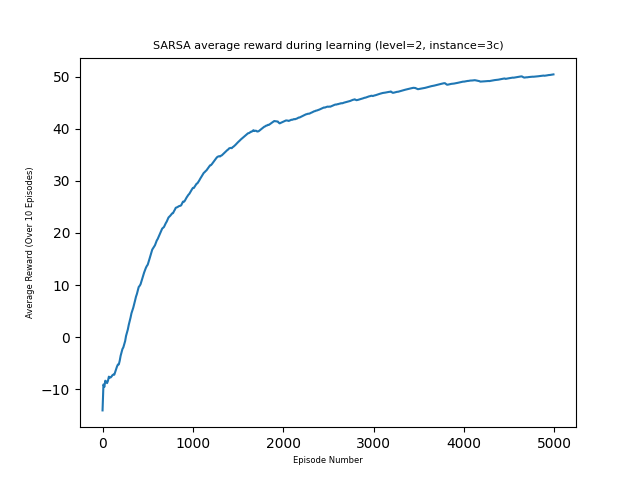 SARSA average reward during learning (level=2, instance=3c)
50
40
30
20
10
0
−10
Average Reward (Over 10 Episodes)
0 1000 2000 3000 4000 5000
Episode Number